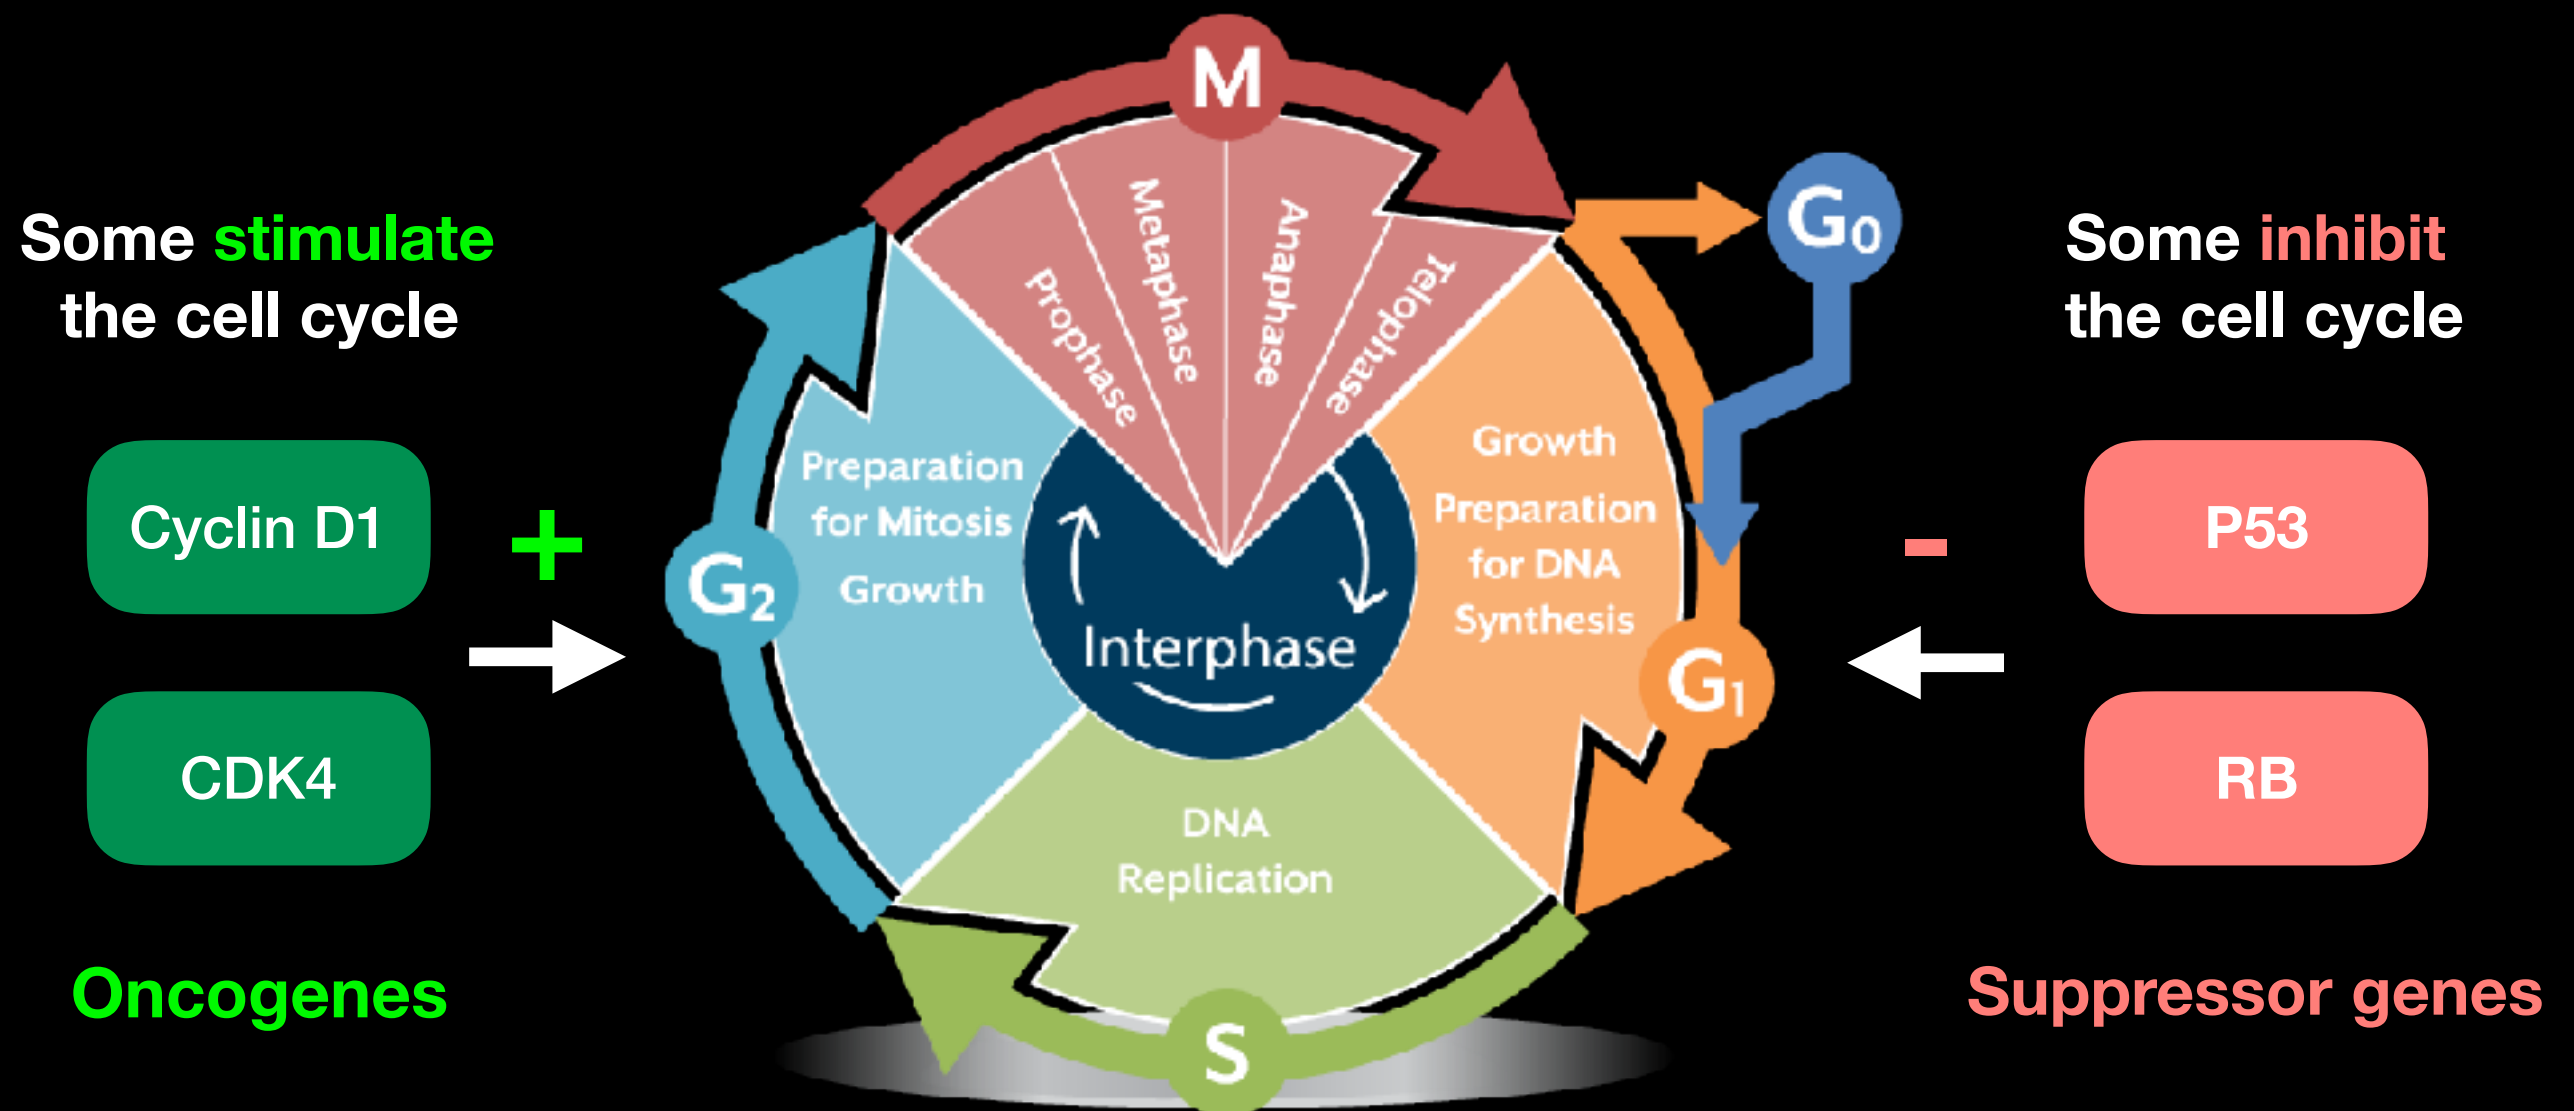 Some stimulate
the cell cycle
Cyclin D1
+
CDK4
Oncogenes
M
Prophase
Metaphase
Anaphase
Telophase
G0
G2
Preparation
for Mitosis
Growth
Interphase
Growth
Preparation
for DNA
Synthesis
G1
DNA
Replication
S
Some inhibit
the cell cycle
-
P53
RB
Suppressor genes